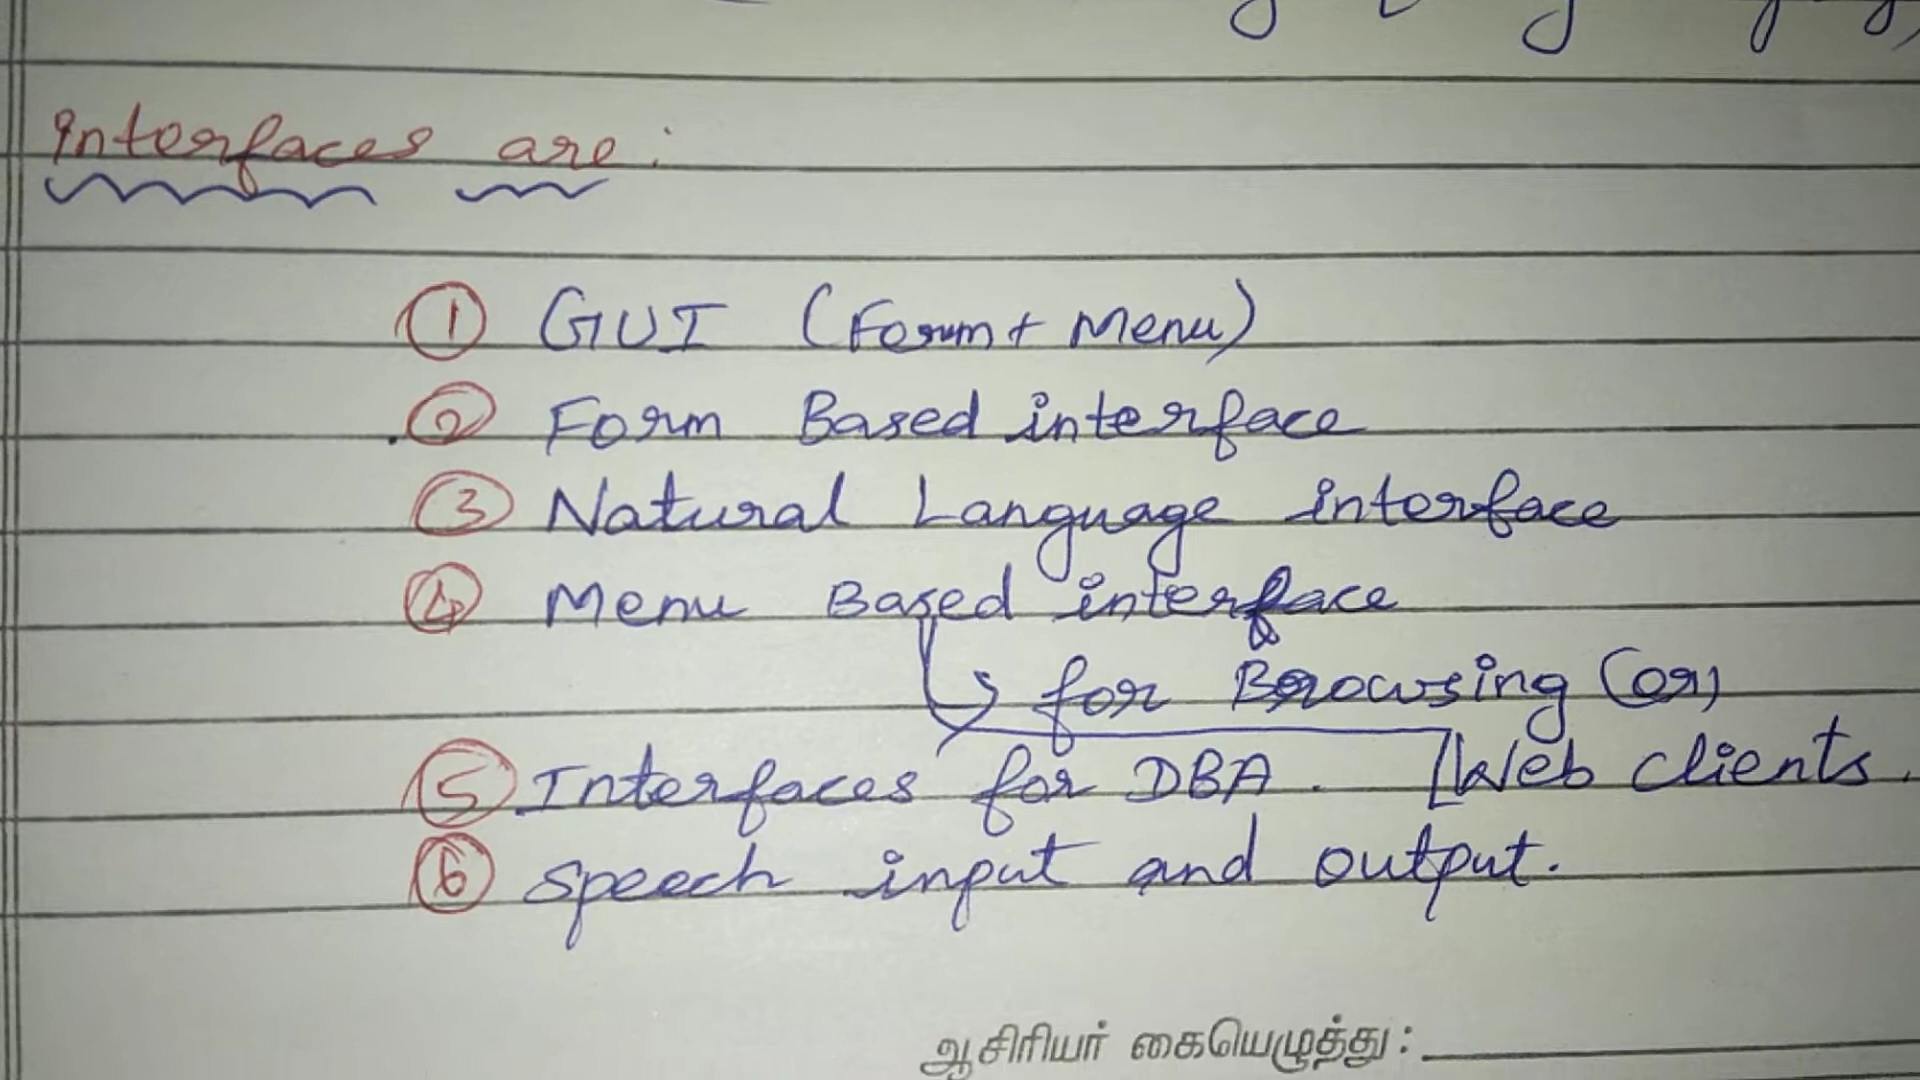 Interfaces are:
① GUI (Form + Menu)
② Form Based interface
③ Natural Language interface
④ Menu Based interface
for Browsing (or)
[Web clients.
⑤ Interfaces for DBA.
⑥ speech input and output.
ஆசிரியர் கையெழுத்து: